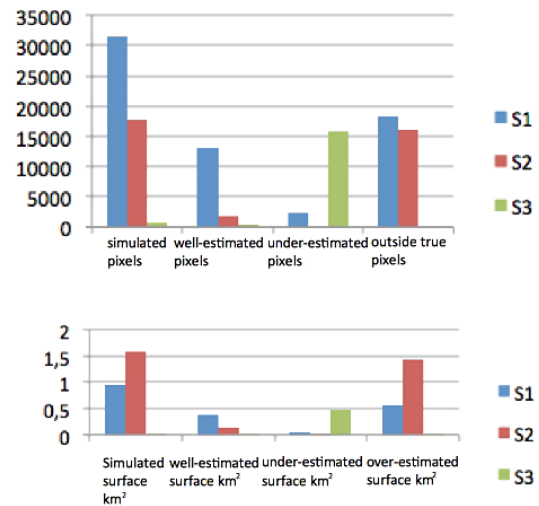 35000
30000
25000
20000
15000
10000
5000
0
simulated pixels
well-estimated pixels
under-estimated pixels
outside true pixels
S1
S2
S3
2
1,5
1
0,5
0
Simulated surface km²
well-estimated surface km²
under-estimated surface km²
over-estimated surface km²
S1
S2
S3